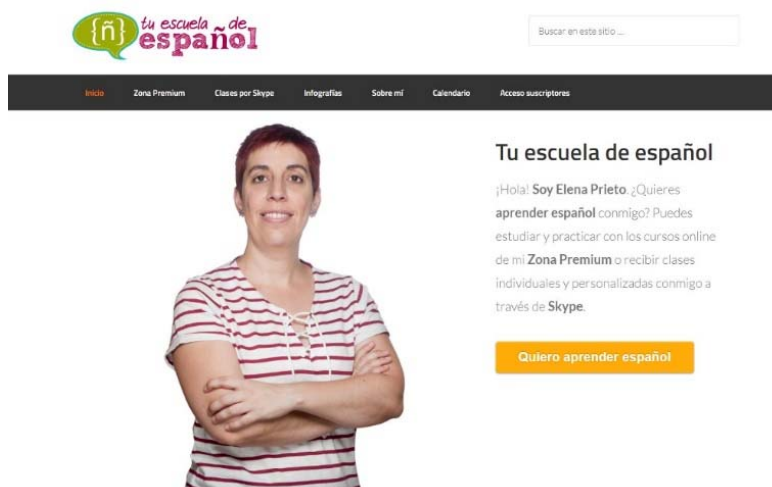 {ñ} tu escuela de
español
Buscar en este sitio ...
Inicio Zona Premium Clases por Skype Infografías Sobre mí Calendario Acceso suscriptores
Tu escuela de español
¡Hola! Soy Elena Prieto. ¿Quieres
aprender español conmigo? Puedes
estudiar y practicar con los cursos online
de mi Zona Premium o recibir clases
individuales y personalizadas conmigo a
través de Skype.
Quiero aprender español